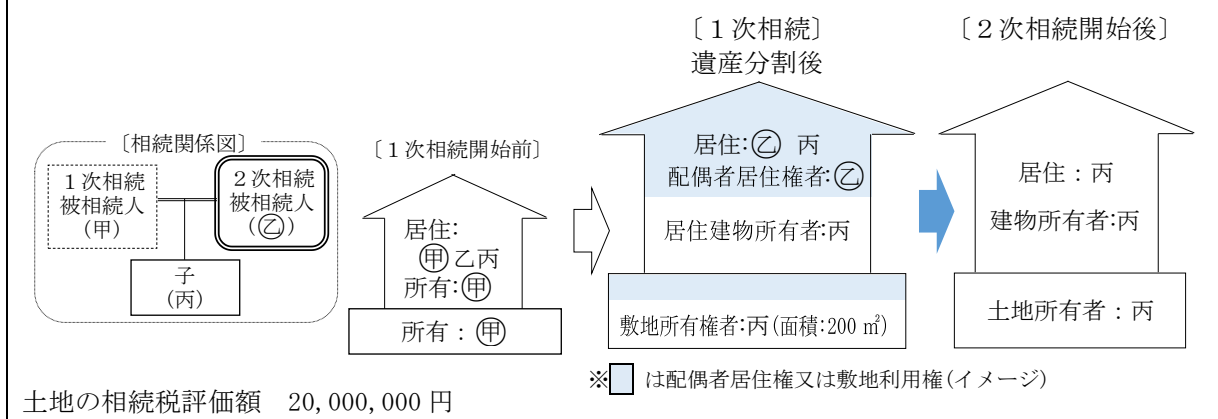 〔相続関係図〕
1次相続
被相続人
(甲)
2次相続
被相続人
(㋚)
子
(丙)
〔1次相続開始前〕
居住:
㊙乙丙
所有:甲
所有:甲
〔1次相続〕
遺産分割後
居住:乙 丙
配偶者居住権者:乙
居住建物所有者:丙
敷地所有権者:丙(面積:200㎡)
〔2次相続開始後〕
居住:丙
建物所有者:丙
土地所有者:丙
※ は配偶者居住権又は敷地利用権(イメージ)
土地の相続税評価額 20,000,000円